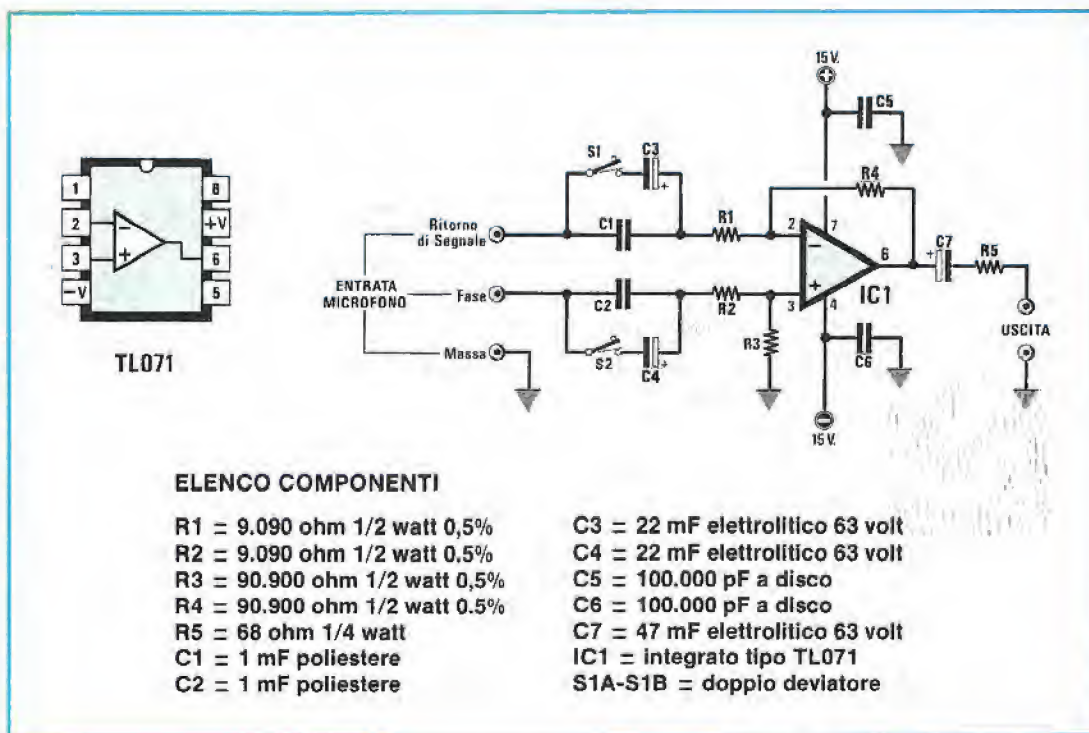 15 V.
C5
S1
C3
+
R4
1
8
2
+V
3
6
-V
5
TL071
Ritorno
di Segnale
C1
R1
2
7
6
C7
+
R5
ENTRATA
MICROFONO
Fase
C2
R2
3
4
IC1
USCITA
Massa
S2
C4
+
R3
C6
15 V.
ELENCO COMPONENTI
R1 = 9.090 ohm 1/2 watt 0,5%
R2 = 9.090 ohm 1/2 watt 0.5%
R3 = 90.900 ohm 1/2 watt 0,5%
R4 = 90.900 ohm 1/2 watt 0.5%
R5 = 68 ohm 1/4 watt
C1 = 1 mF poliestere
C2 = 1 mF poliestere
C3 = 22 mF elettrolitico 63 volt
C4 = 22 mF elettrolitico 63 volt
C5 = 100.000 pF a disco
C6 = 100.000 pF a disco
C7 = 47 mF elettrolitico 63 volt
IC1 = integrato tipo TL071
S1A-S1B = doppio deviatore